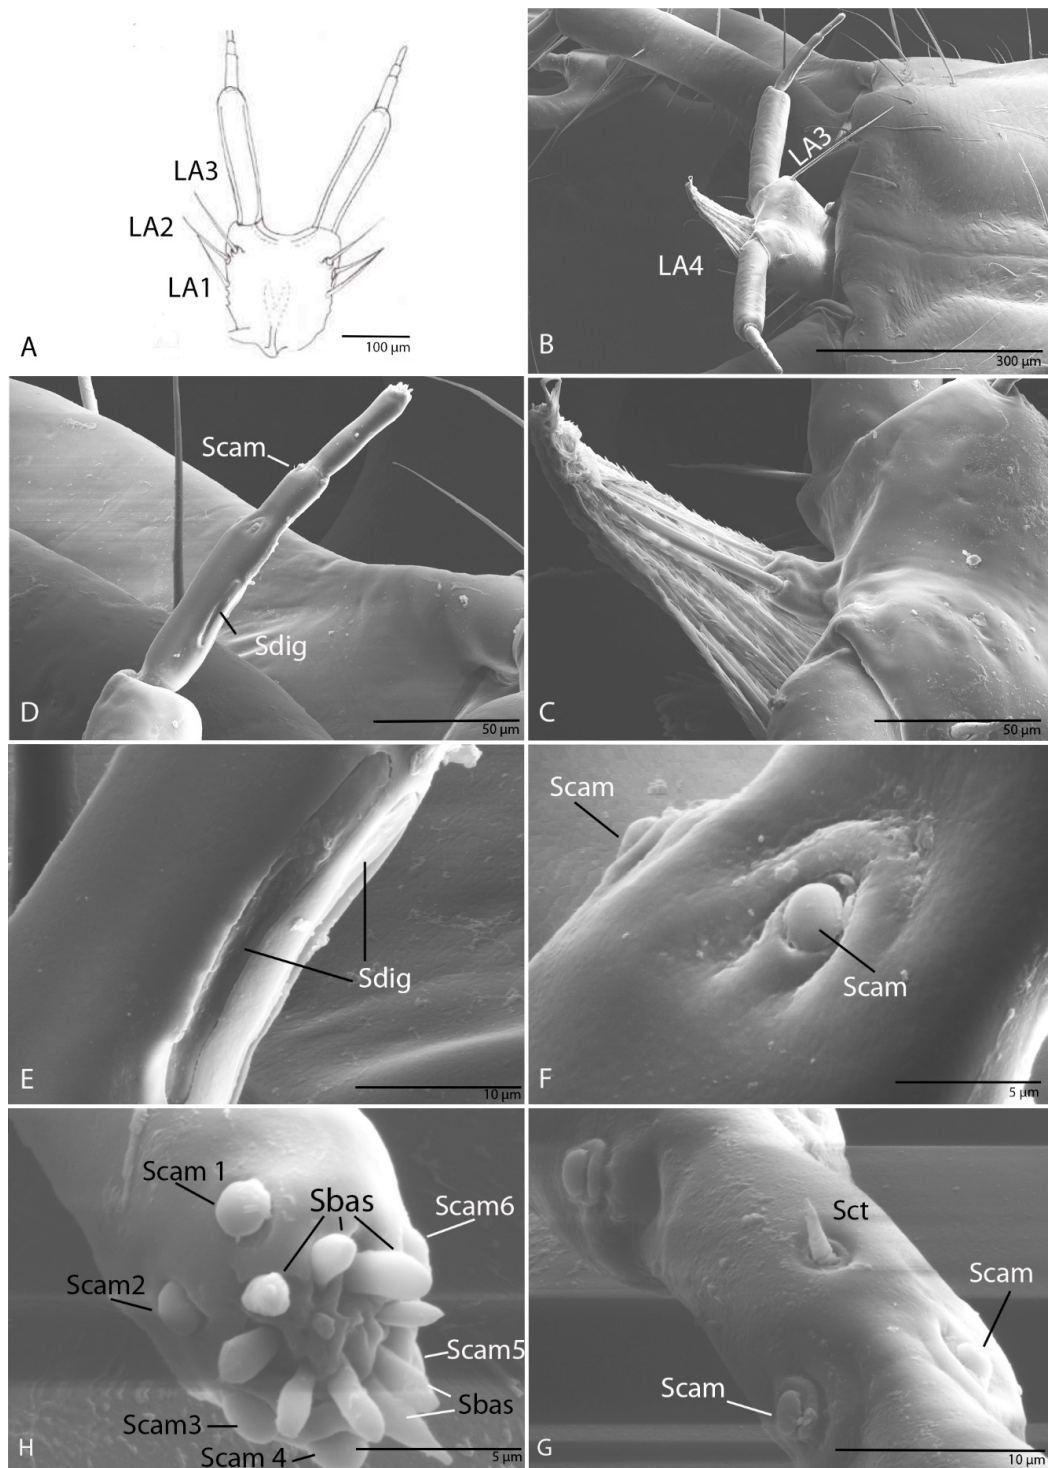 LA3
LA2
LA1
100 µm
A
LA3
LA4
300 µm
B
Scam
Sdig
50 µm
D
50 µm
C
Sdig
10 µm
E
Scam
Scam
5 µm
F
Scam 1
Sbas
Scam6
Scam2
Scam5
Sbas
Scam3
Scam 4
5 µm
H
Sct
Scam
Scam
10 µm
G